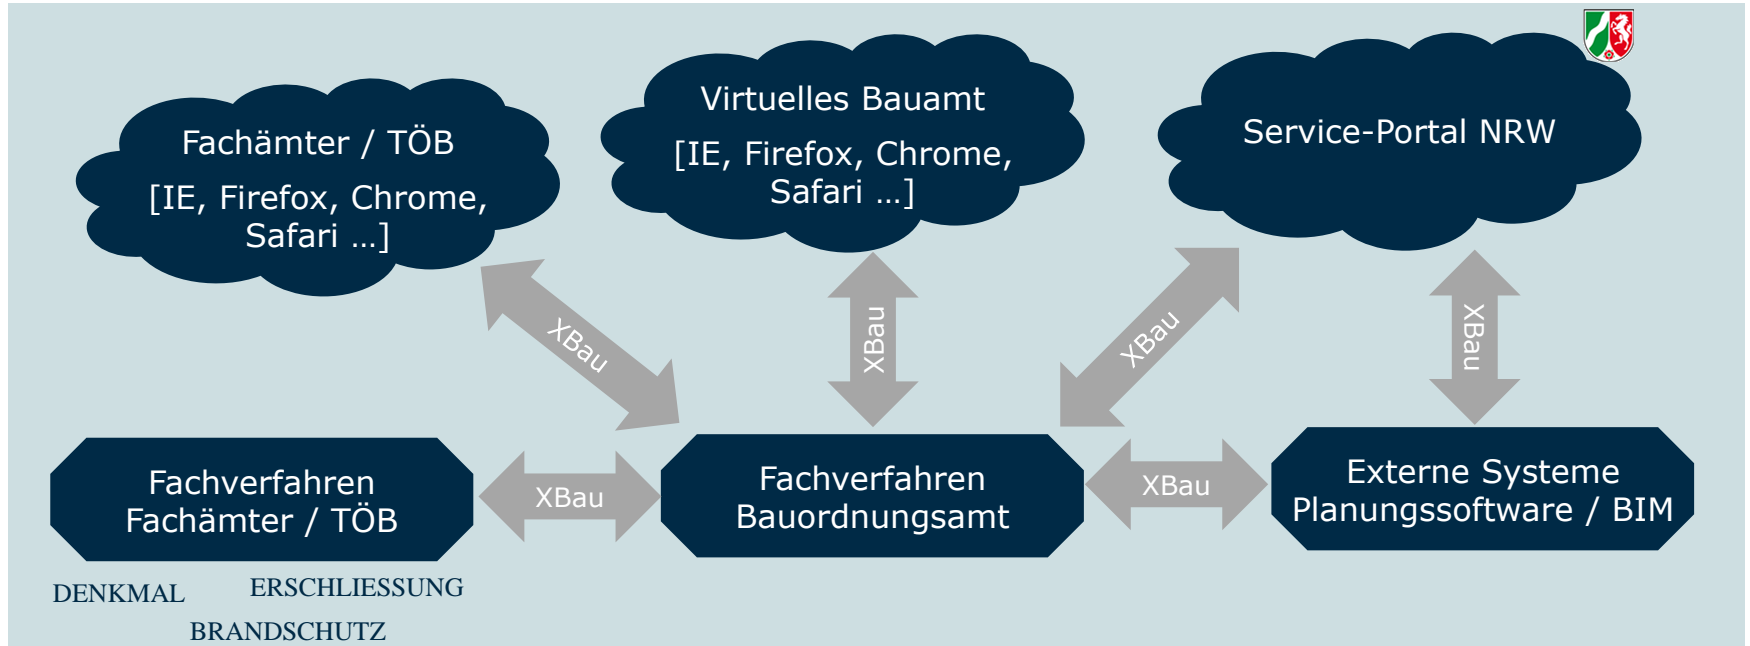 Fachämter / TÖB
[IE, Firefox, Chrome,
Safari ...]
Virtuelles Bauamt
[IE, Firefox, Chrome,
Safari ...]
Service-Portal NRW
XBau
XBau
XBau
XBau
Fachverfahren
Fachämter / TÖB
XBau
Fachverfahren
Bauordnungsamt
XBau
Externe Systeme
Planungssoftware / BIM
DENKMAL
ERSCHLIESSUNG
BRANDSCHUTZ